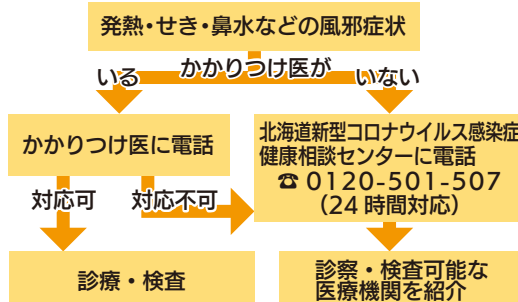 発熱・せき・鼻水などの風邪症状
かかりつけ医が
いる
いない
かかりつけ医に電話
北海道新型コロナウイルス感染症
健康相談センターに電話
☎ 0120-501-507
（24 時間対応）
対応可
対応不可
診療・検査
診察・検査可能な
医療機関を紹介